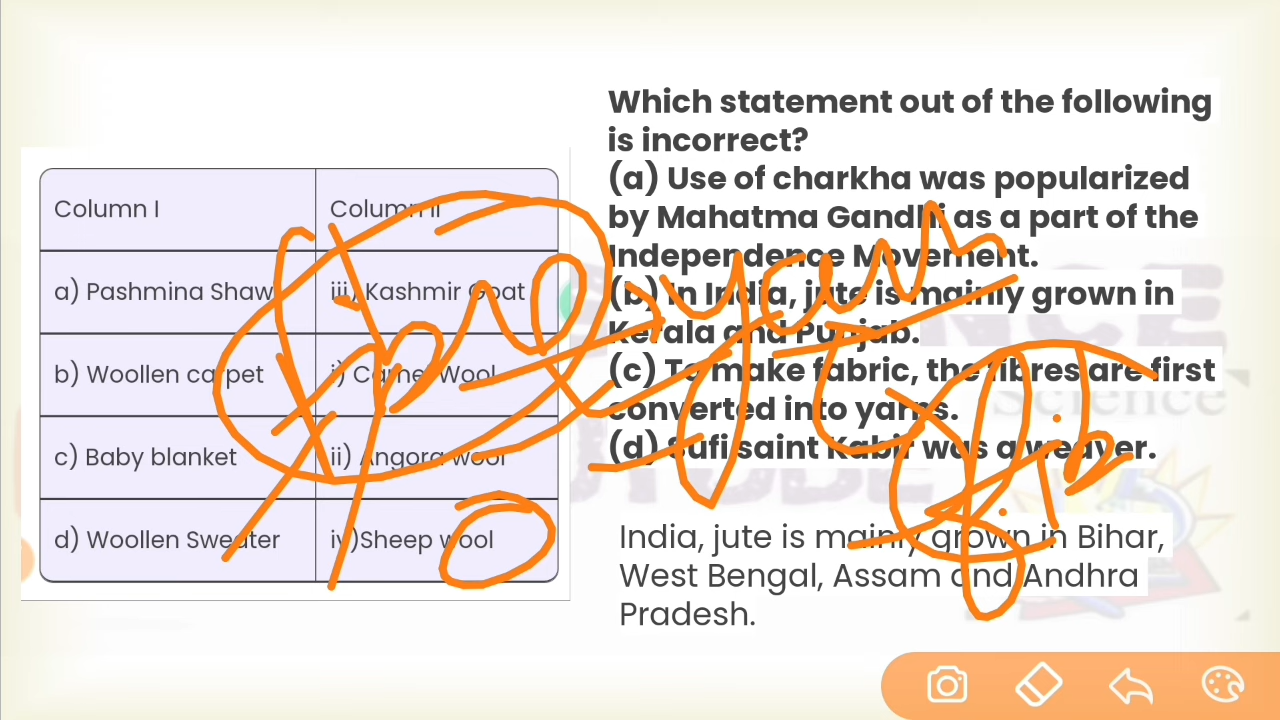 Column I Column II
a) Pashmina Shawl iii) Kashmir Goat
b) Woollen carpet i) Camel Wool
c) Baby blanket ii) Angora wool
d) Woollen Sweater iv)Sheep wool
Which statement out of the following
is incorrect?
(a) Use of charkha was popularized
by Mahatma Gandhi as a part of the
Independence Movement.
(b) In India, jute is mainly grown in
Kerala and Punjab.
(c) To make fabric, the fibres are first
converted into yarns.
(d) Sufi saint Kabir was a weaver.
India, jute is mainly grown in Bihar,
West Bengal, Assam and Andhra
Pradesh.